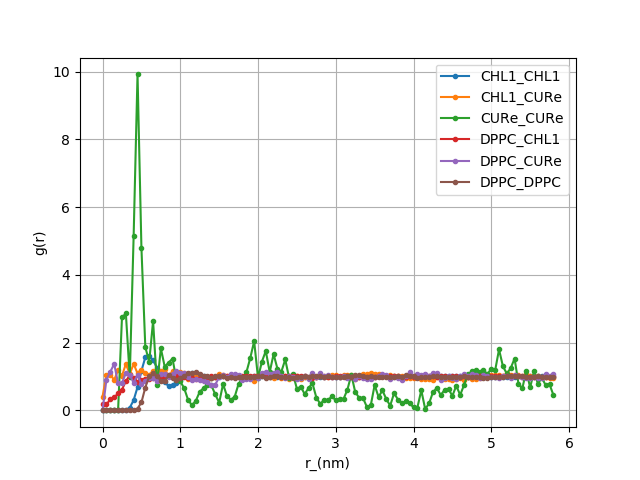 10
8
6
4
2
0
g(r)
CHL1_CHL1
CHL1_CURe
CURe_CURe
DPPC_CHL1
DPPC_CURe
DPPC_DPPC
0 1 2 3 4 5 6
r_(nm)